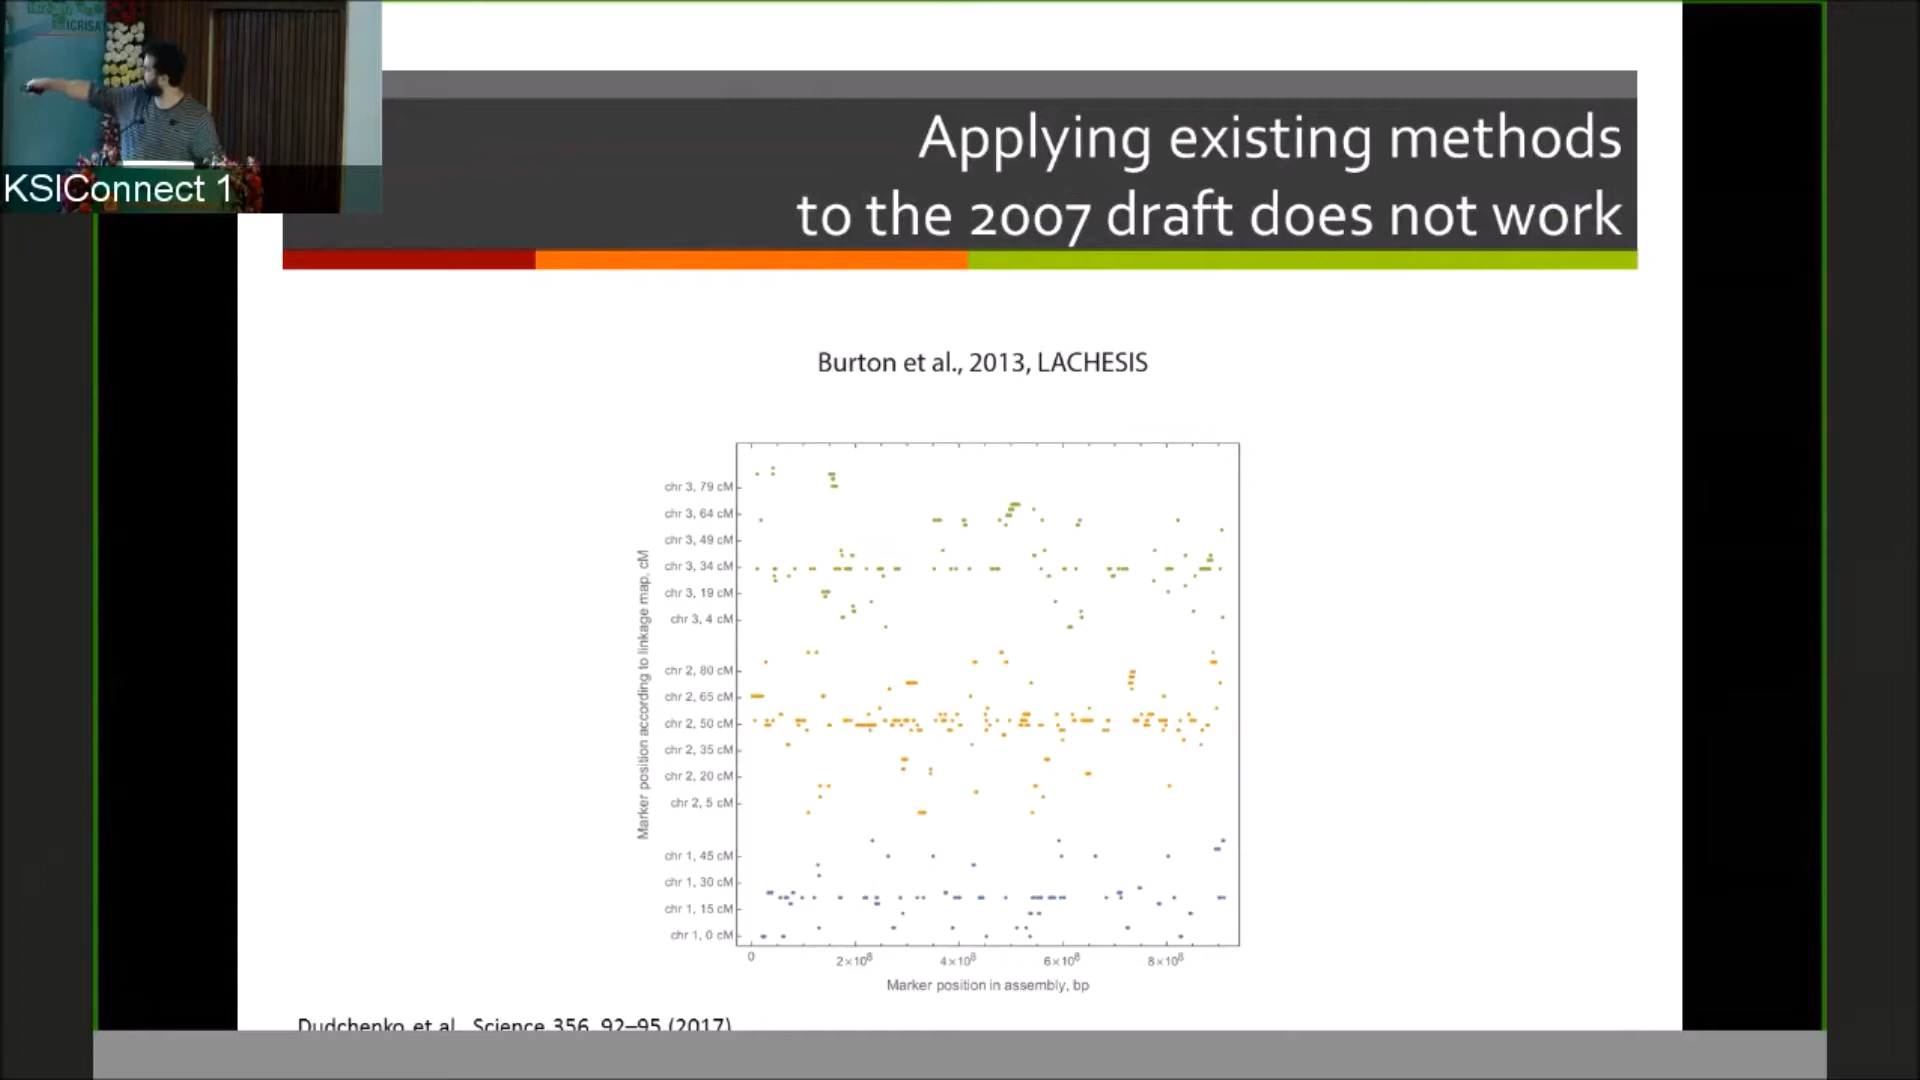 ICRISAT
KSIConnect 1
Applying existing methods
to the 2007 draft does not work
Burton et al., 2013, LACHESIS
Marker position according to linkage map, cM
chr 3, 79 cM
chr 3, 64 cM
chr 3, 49 cM
chr 3, 34 cM
chr 3, 19 cM
chr 3, 4 cM
chr 2, 80 cM
chr 2, 65 cM
chr 2, 50 cM
chr 2, 35 cM
chr 2, 20 cM
chr 2, 5 cM
chr 1, 45 cM
chr 1, 30 cM
chr 1, 15 cM
chr 1, 0 cM
0 2×10⁸ 4×10⁸ 6×10⁸ 8×10⁸
Marker position in assembly, bp
Dudchenko et al., Science 356, 92–95 (2017)